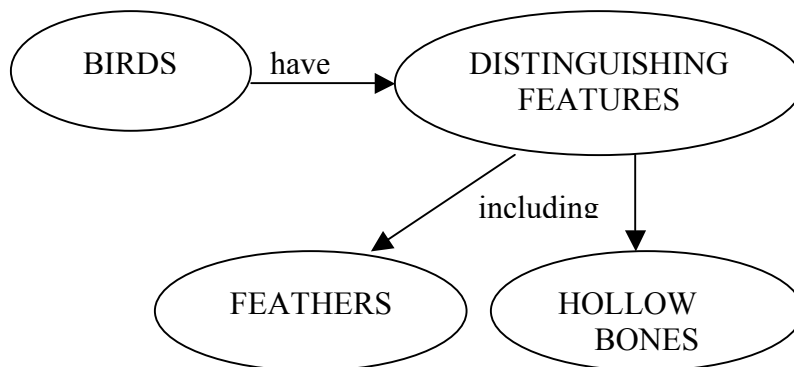 BIRDS
have
DISTINGUISHING
FEATURES
including
FEATHERS
HOLLOW
BONES